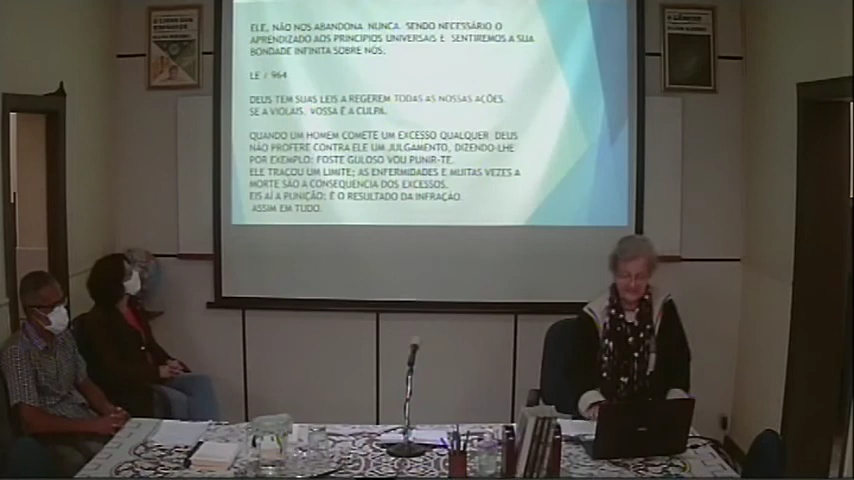 ELE, NÃO NOS ABANDONA NUNCA. SENDO NECESSÁRIO O
APRENDIZADO AOS PRINCIPIOS UNIVERSAIS E SENTIREMOS A SUA
BONDADE INFINITA SOBRE NÓS.
LE / 964
DEUS TEM SUAS LEIS A REGEREM TODAS AS NOSSAS AÇÕES.
SE A VIOLAIS, VOSSA É A CULPA.
QUANDO UM HOMEM COMETE UM EXCESSO QUALQUER, DEUS
NÃO PROFERE CONTRA ELE UM JULGAMENTO, DIZENDO-LHE
POR EXEMPLO: FOSTE GULOSO VOU PUNIR-TE.
ELE TRAÇOU UM LIMITE; AS ENFERMIDADES E MUITAS VEZES A
MORTE SÃO A CONSEQUENCIA DOS EXCESSOS.
EIS AÍ A PUNIÇÃO; É O RESULTADO DA INFRAÇÃO.
ASSIM EM TUDO.